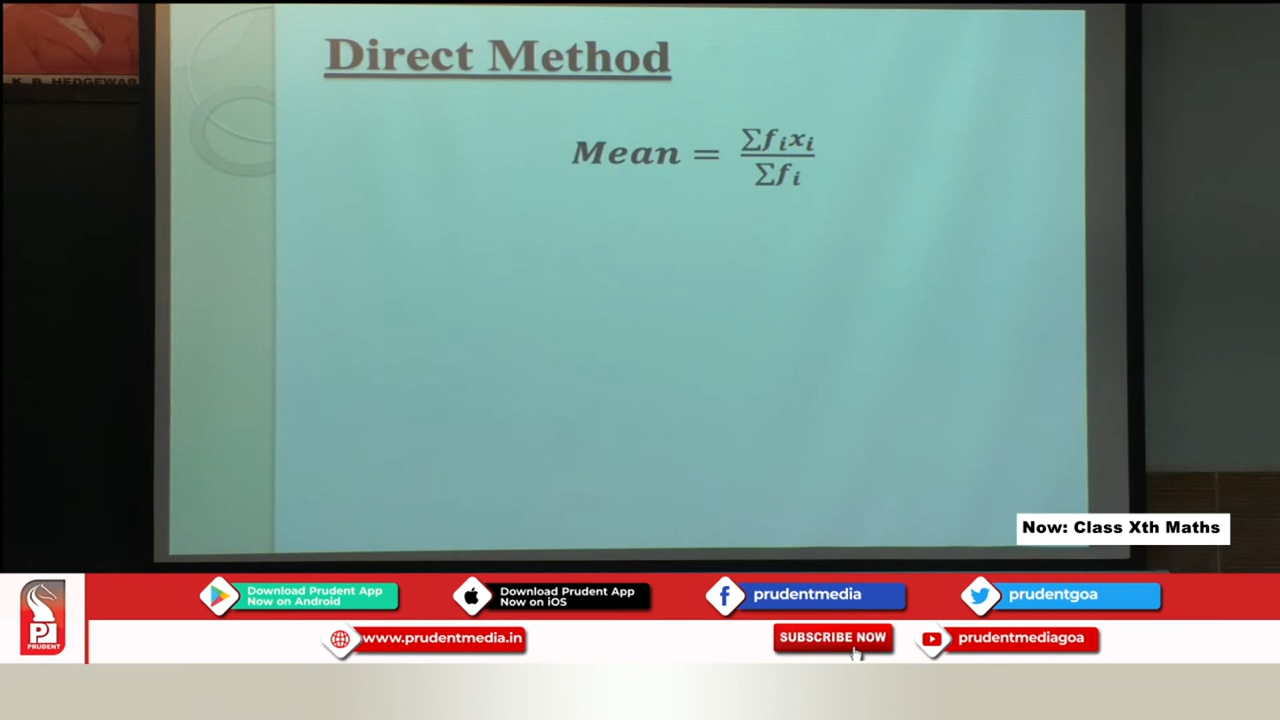 K. B. HEDGEWAR
Direct Method
Mean = Σfᵢxᵢ / Σfᵢ
Now: Class Xth Maths
Download Prudent App
Now on Android
Download Prudent App
Now on iOS
prudentmedia
prudentgoa
PRUDENT
www.prudentmedia.in
SUBSCRIBE NOW
prudentmediagoa